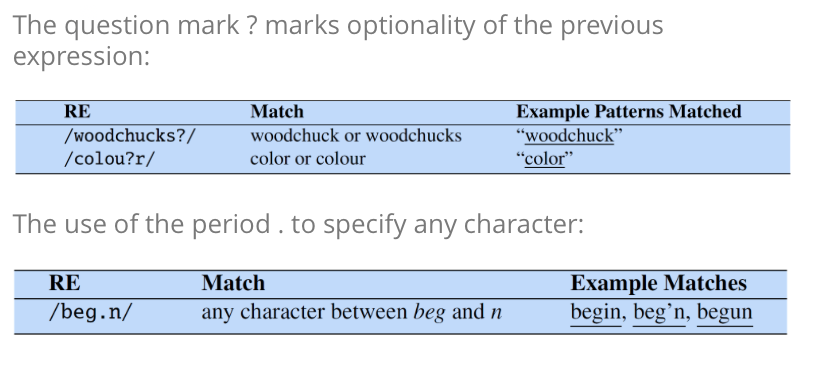 The question mark ? marks optionality of the previous
expression:
RE Match Example Patterns Matched
/woodchucks?/ woodchuck or woodchucks “woodchuck”
/colou?r/ color or colour “color”
The use of the period . to specify any character:
RE Match Example Matches
/beg.n/ any character between beg and n begin, beg’n, begun